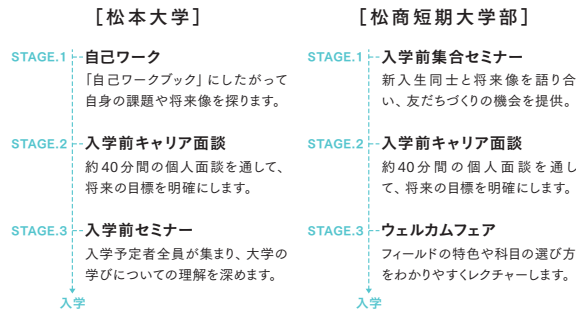 ［松本大学］
STAGE.1 自己ワーク
「自己ワークブック」にしたがって
自身の課題や将来像を探ります。
STAGE.2 入学前キャリア面談
約40分間の個人面談を通して、
将来の目標を明確にします。
STAGE.3 入学前セミナー
入学予定者全員が集まり、大学の
学びについての理解を深めます。
入学
［松商短期大学部］
STAGE.1 入学前集合セミナー
新入生同士と将来像を語り合
い、友だちづくりの機会を提供。
STAGE.2 入学前キャリア面談
約40分間の個人面談を通し
て、将来の目標を明確にします。
STAGE.3 ウェルカムフェア
フィールドの特色や科目の選び方
をわかりやすくレクチャーします。
入学